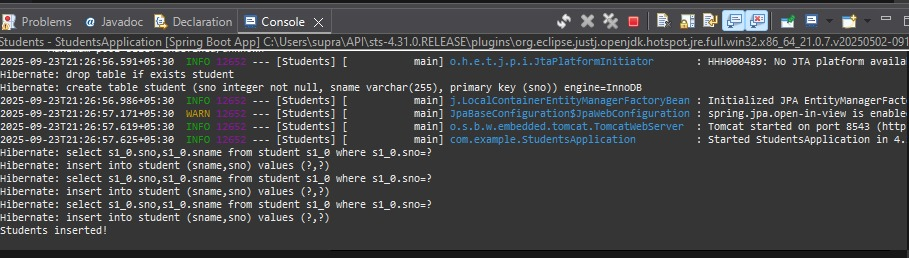 Problems Javadoc Declaration Console
Students - StudentsApplication [Spring Boot App] C:\Users\supra\API\sts-4.31.0.RELEASE\plugins\org.eclipse.justj.openjdk.hotspot.jre.full.win32.x86_64_21.0.7.v20250502-091
2025-09-23T21:26:56.591+05:30 INFO 12652 --- [Students] [ main] o.h.e.t.j.p.i.JtaPlatformInitiator : HHH000489: No JTA platform availa
Hibernate: drop table if exists student
Hibernate: create table student (sno integer not null, sname varchar(255), primary key (sno)) engine=InnoDB
2025-09-23T21:26:56.986+05:30 INFO 12652 --- [Students] [ main] j.LocalContainerEntityManagerFactoryBean : Initialized JPA EntityManagerFact
2025-09-23T21:26:57.171+05:30 WARN 12652 --- [Students] [ main] JpaBaseConfiguration$JpaWebConfiguration : spring.jpa.open-in-view is enable
2025-09-23T21:26:57.619+05:30 INFO 12652 --- [Students] [ main] o.s.b.w.embedded.tomcat.TomcatWebServer : Tomcat started on port 8543 (http
2025-09-23T21:26:57.625+05:30 INFO 12652 --- [Students] [ main] com.example.StudentsApplication : Started StudentsApplication in 4.
Hibernate: select s1_0.sno,s1_0.sname from student s1_0 where s1_0.sno=?
Hibernate: insert into student (sname,sno) values (?,?)
Hibernate: select s1_0.sno,s1_0.sname from student s1_0 where s1_0.sno=?
Hibernate: insert into student (sname,sno) values (?,?)
Hibernate: select s1_0.sno,s1_0.sname from student s1_0 where s1_0.sno=?
Hibernate: insert into student (sname,sno) values (?,?)
Students inserted!